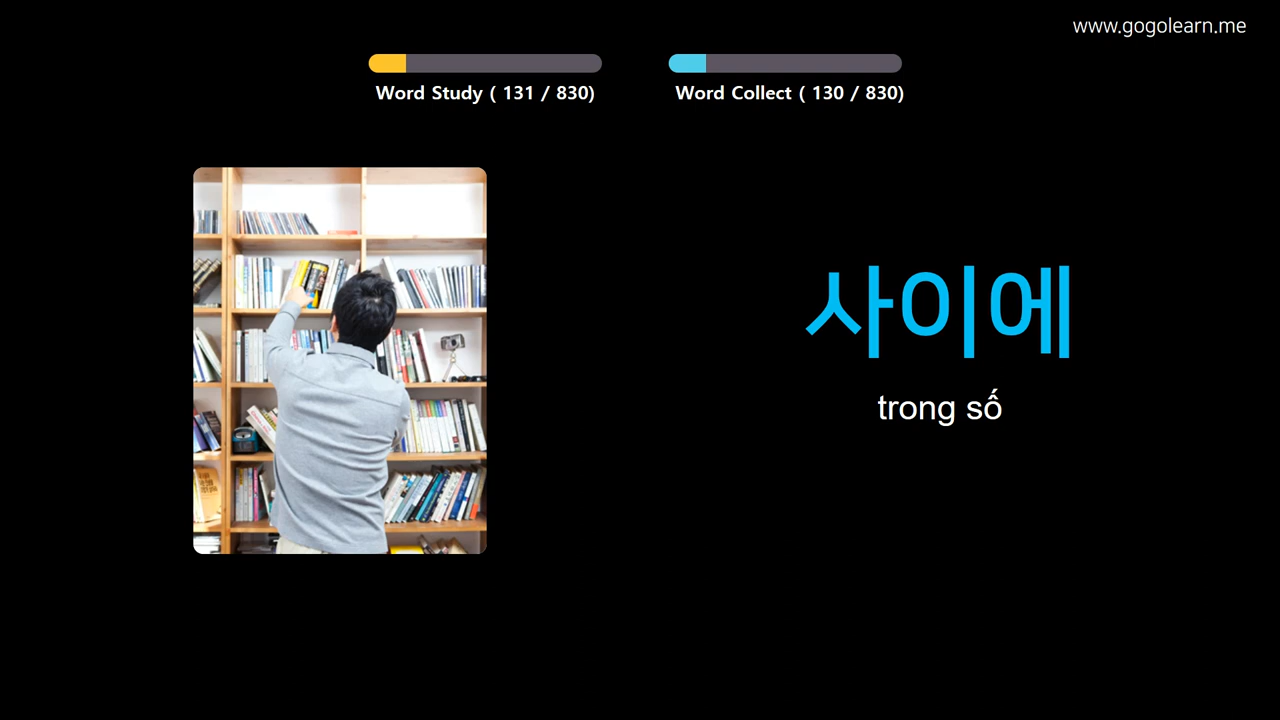 www.gogolearn.me
Word Study ( 131 / 830)
Word Collect ( 130 / 830)
사이에
trong số